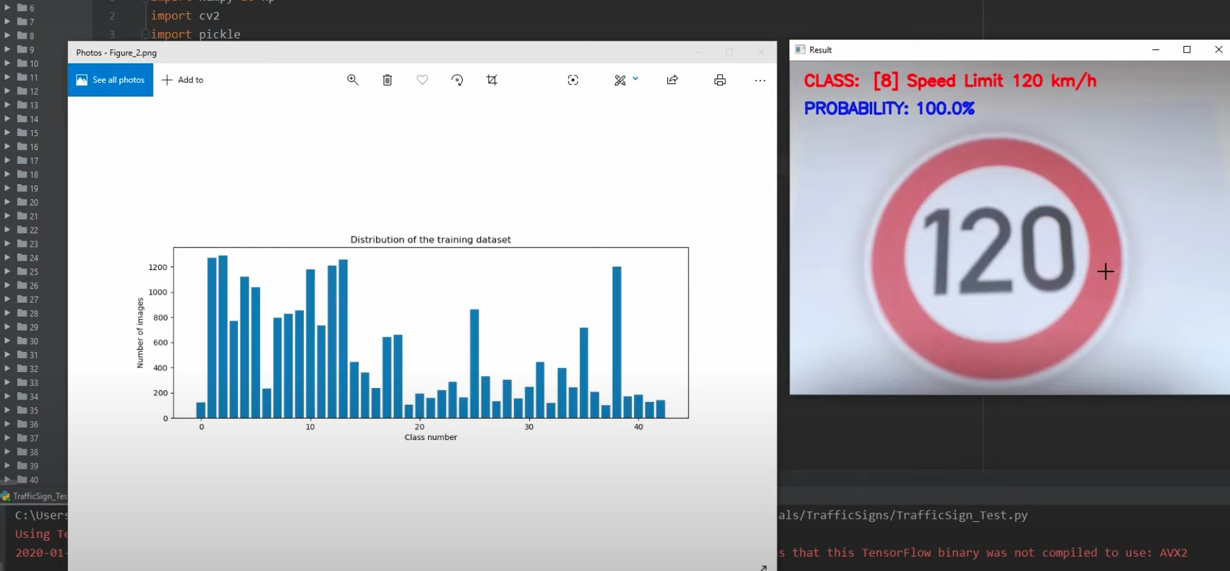 6
7
8
9
10
11
12
13
14
15
16
17
18
19
20
21
22
23
24
25
26
27
28
29
30
31
32
33
34
35
36
37
38
39
40
2 import cv2
3 import pickle
Photos - Figure_2.png
See all photos
Add to
Distribution of the training dataset
Number of images
1200
1000
800
600
400
200
0
0 10 20 30 40
Class number
Result
CLASS: [8] Speed Limit 120 km/h
PROBABILITY: 100.0%
120
TrafficSign_Tes
C:\Users
als/TrafficSigns/TrafficSign_Test.py
Using Te
2020-01-
s that this TensorFlow binary was not compiled to use: AVX2